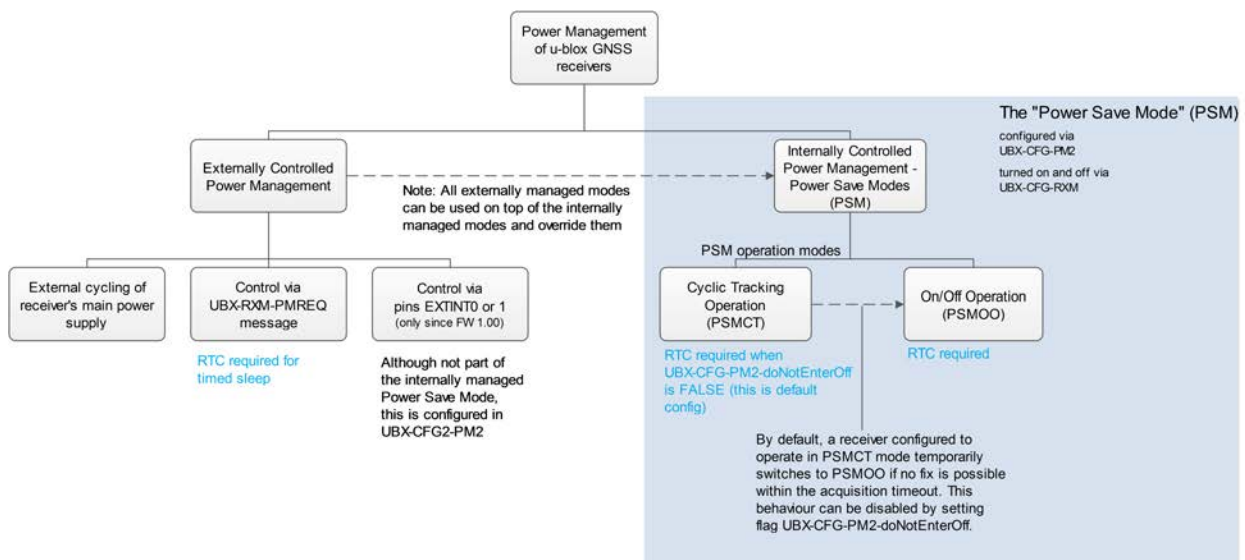 Power Management
of u-blox GNSS
receivers
The "Power Save Mode" (PSM)
configured via
UBX-CFG-PM2
turned on and off via
UBX-CFG-RXM
Externally Controlled
Power Management
Internally Controlled
Power Management -
Power Save Modes
(PSM)
Note: All externally managed modes
can be used on top of the internally
managed modes and override them
PSM operation modes
External cycling of
receiver's main power
supply
Control via
UBX-RXM-PMREQ
message
Control via
pins EXTINT0 or 1
(only since FW 1.00)
Cyclic Tracking
Operation
(PSMCT)
On/Off Operation
(PSMOO)
RTC required for
timed sleep
Although not part of
the internally managed
Power Save Mode,
this is configured in
UBX-CFG2-PM2
RTC required when
UBX-CFG-PM2-doNotEnterOff
is FALSE (this is default
config)
RTC required
By default, a receiver configured to
operate in PSMCT mode temporarily
switches to PSMOO if no fix is possible
within the acquisition timeout. This
behaviour can be disabled by setting
flag UBX-CFG-PM2-doNotEnterOff.